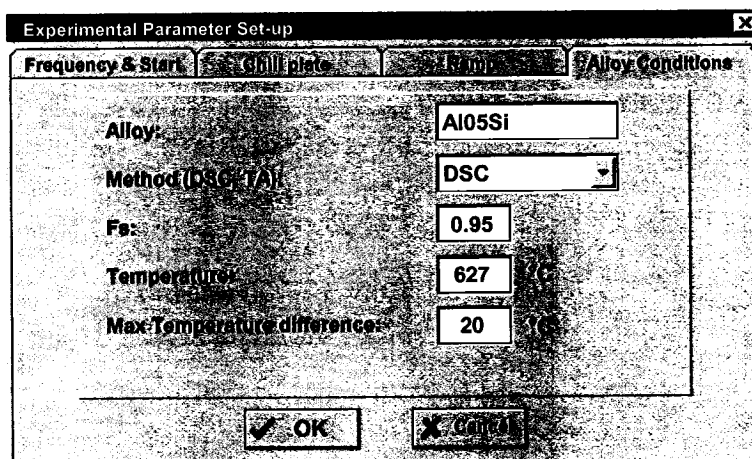 Experimental Parameter Set-up
Frequency & Start Chill plate Ramp Alloy Conditions
Alloy: Al05Si
Method (DSC, TA): DSC
Fs: 0.95
Temperature: 627 °C
Max Temperature difference: 20 °C
OK Cancel